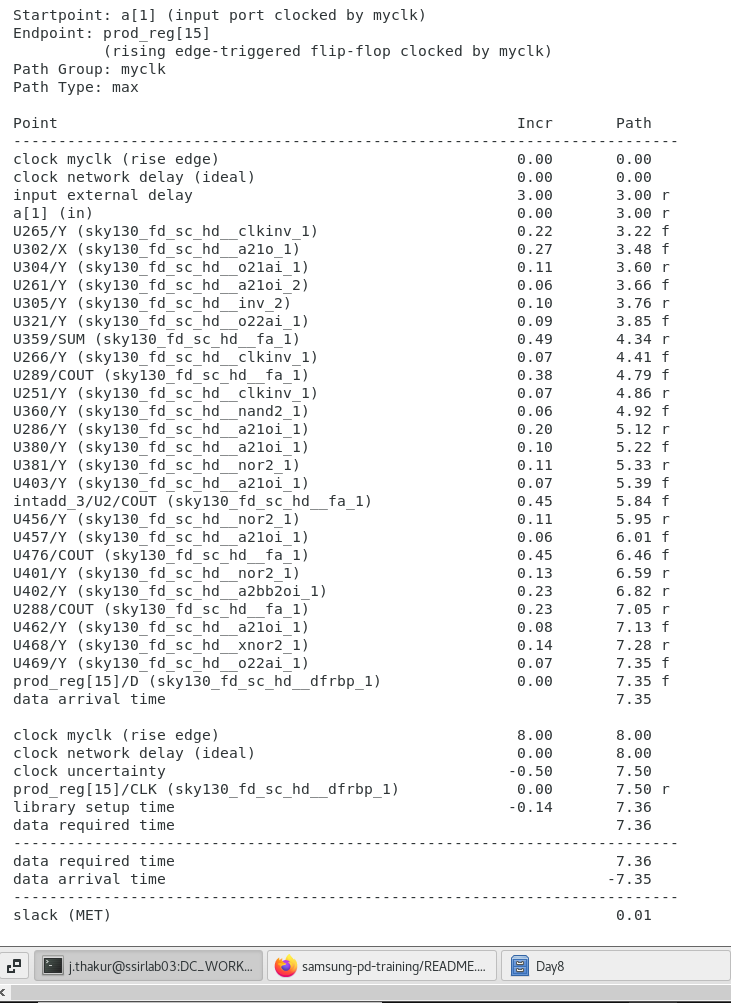 Startpoint: a[1] (input port clocked by myclk)
Endpoint: prod_reg[15]
(rising edge-triggered flip-flop clocked by myclk)
Path Group: myclk
Path Type: max
Point Incr Path
---------------------------------------------------------------------------
clock myclk (rise edge) 0.00 0.00
clock network delay (ideal) 0.00 0.00
input external delay 3.00 3.00 r
a[1] (in) 0.00 3.00 r
U265/Y (sky130_fd_sc_hd__clkinv_1) 0.22 3.22 f
U302/X (sky130_fd_sc_hd__a21o_1) 0.27 3.48 f
U304/Y (sky130_fd_sc_hd__o21ai_1) 0.11 3.60 r
U261/Y (sky130_fd_sc_hd__a21oi_2) 0.06 3.66 f
U305/Y (sky130_fd_sc_hd__inv_2) 0.10 3.76 r
U321/Y (sky130_fd_sc_hd__o22ai_1) 0.09 3.85 f
U359/SUM (sky130_fd_sc_hd__fa_1) 0.49 4.34 r
U266/Y (sky130_fd_sc_hd__clkinv_1) 0.07 4.41 f
U289/COUT (sky130_fd_sc_hd__fa_1) 0.38 4.79 f
U251/Y (sky130_fd_sc_hd__clkinv_1) 0.07 4.86 r
U360/Y (sky130_fd_sc_hd__nand2_1) 0.06 4.92 f
U286/Y (sky130_fd_sc_hd__a21oi_1) 0.20 5.12 r
U380/Y (sky130_fd_sc_hd__a21oi_1) 0.10 5.22 f
U381/Y (sky130_fd_sc_hd__nor2_1) 0.11 5.33 r
U403/Y (sky130_fd_sc_hd__a21oi_1) 0.07 5.39 f
intadd_3/U2/COUT (sky130_fd_sc_hd__fa_1) 0.45 5.84 f
U456/Y (sky130_fd_sc_hd__nor2_1) 0.11 5.95 r
U457/Y (sky130_fd_sc_hd__a21oi_1) 0.06 6.01 f
U476/COUT (sky130_fd_sc_hd__fa_1) 0.45 6.46 f
U401/Y (sky130_fd_sc_hd__nor2_1) 0.13 6.59 r
U402/Y (sky130_fd_sc_hd__a2bb2oi_1) 0.23 6.82 r
U288/COUT (sky130_fd_sc_hd__fa_1) 0.23 7.05 r
U462/Y (sky130_fd_sc_hd__a21oi_1) 0.08 7.13 f
U468/Y (sky130_fd_sc_hd__xnor2_1) 0.14 7.28 r
U469/Y (sky130_fd_sc_hd__o22ai_1) 0.07 7.35 f
prod_reg[15]/D (sky130_fd_sc_hd__dfrbp_1) 0.00 7.35 f
data arrival time 7.35
clock myclk (rise edge) 8.00 8.00
clock network delay (ideal) 0.00 8.00
clock uncertainty -0.50 7.50
prod_reg[15]/CLK (sky130_fd_sc_hd__dfrbp_1) 0.00 7.50 r
library setup time -0.14 7.36
data required time 7.36
---------------------------------------------------------------------------
data required time 7.36
data arrival time -7.35
---------------------------------------------------------------------------
slack (MET) 0.01
j.thakur@ssirlab03:DC_WORK... samsung-pd-training/README.... Day8